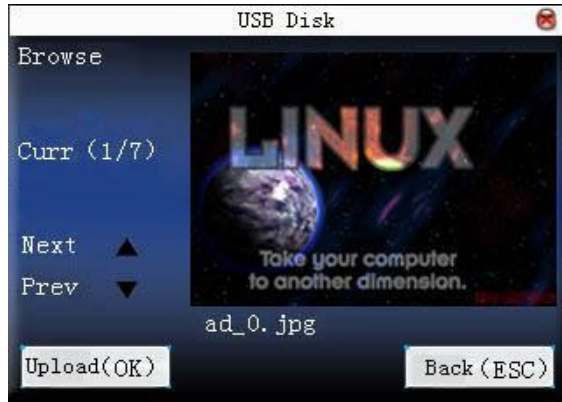 USB Disk
Browse
Curr (1/7)
LINUX
Take your computer
to another dimension.
Next ▲
Prev ▼
ad_0.jpg
Upload(OK)
Back(ESC)